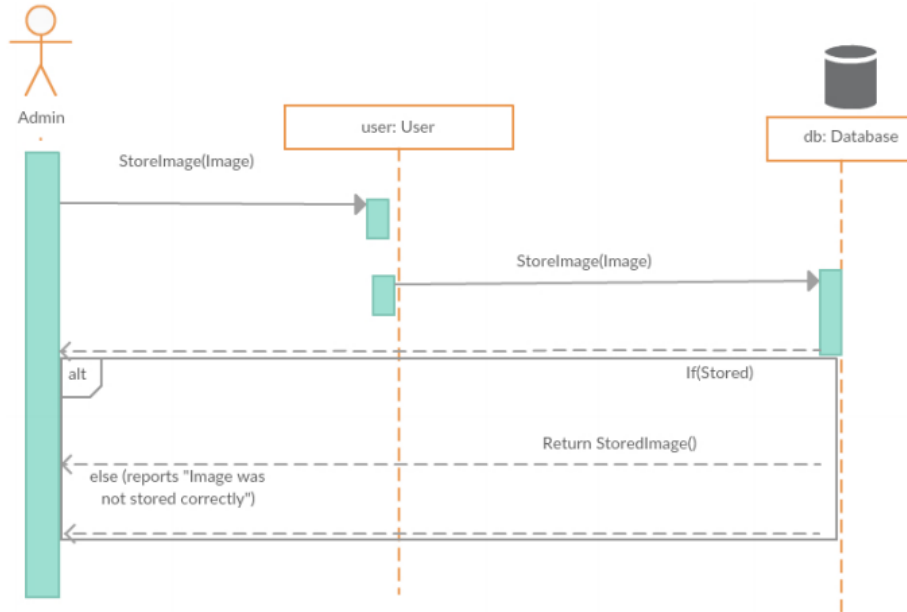 Admin
user: User
db: Database
StoreImage(Image)
StoreImage(Image)
alt
If(Stored)
Return StoredImage()
else (reports "Image was
not stored correctly")